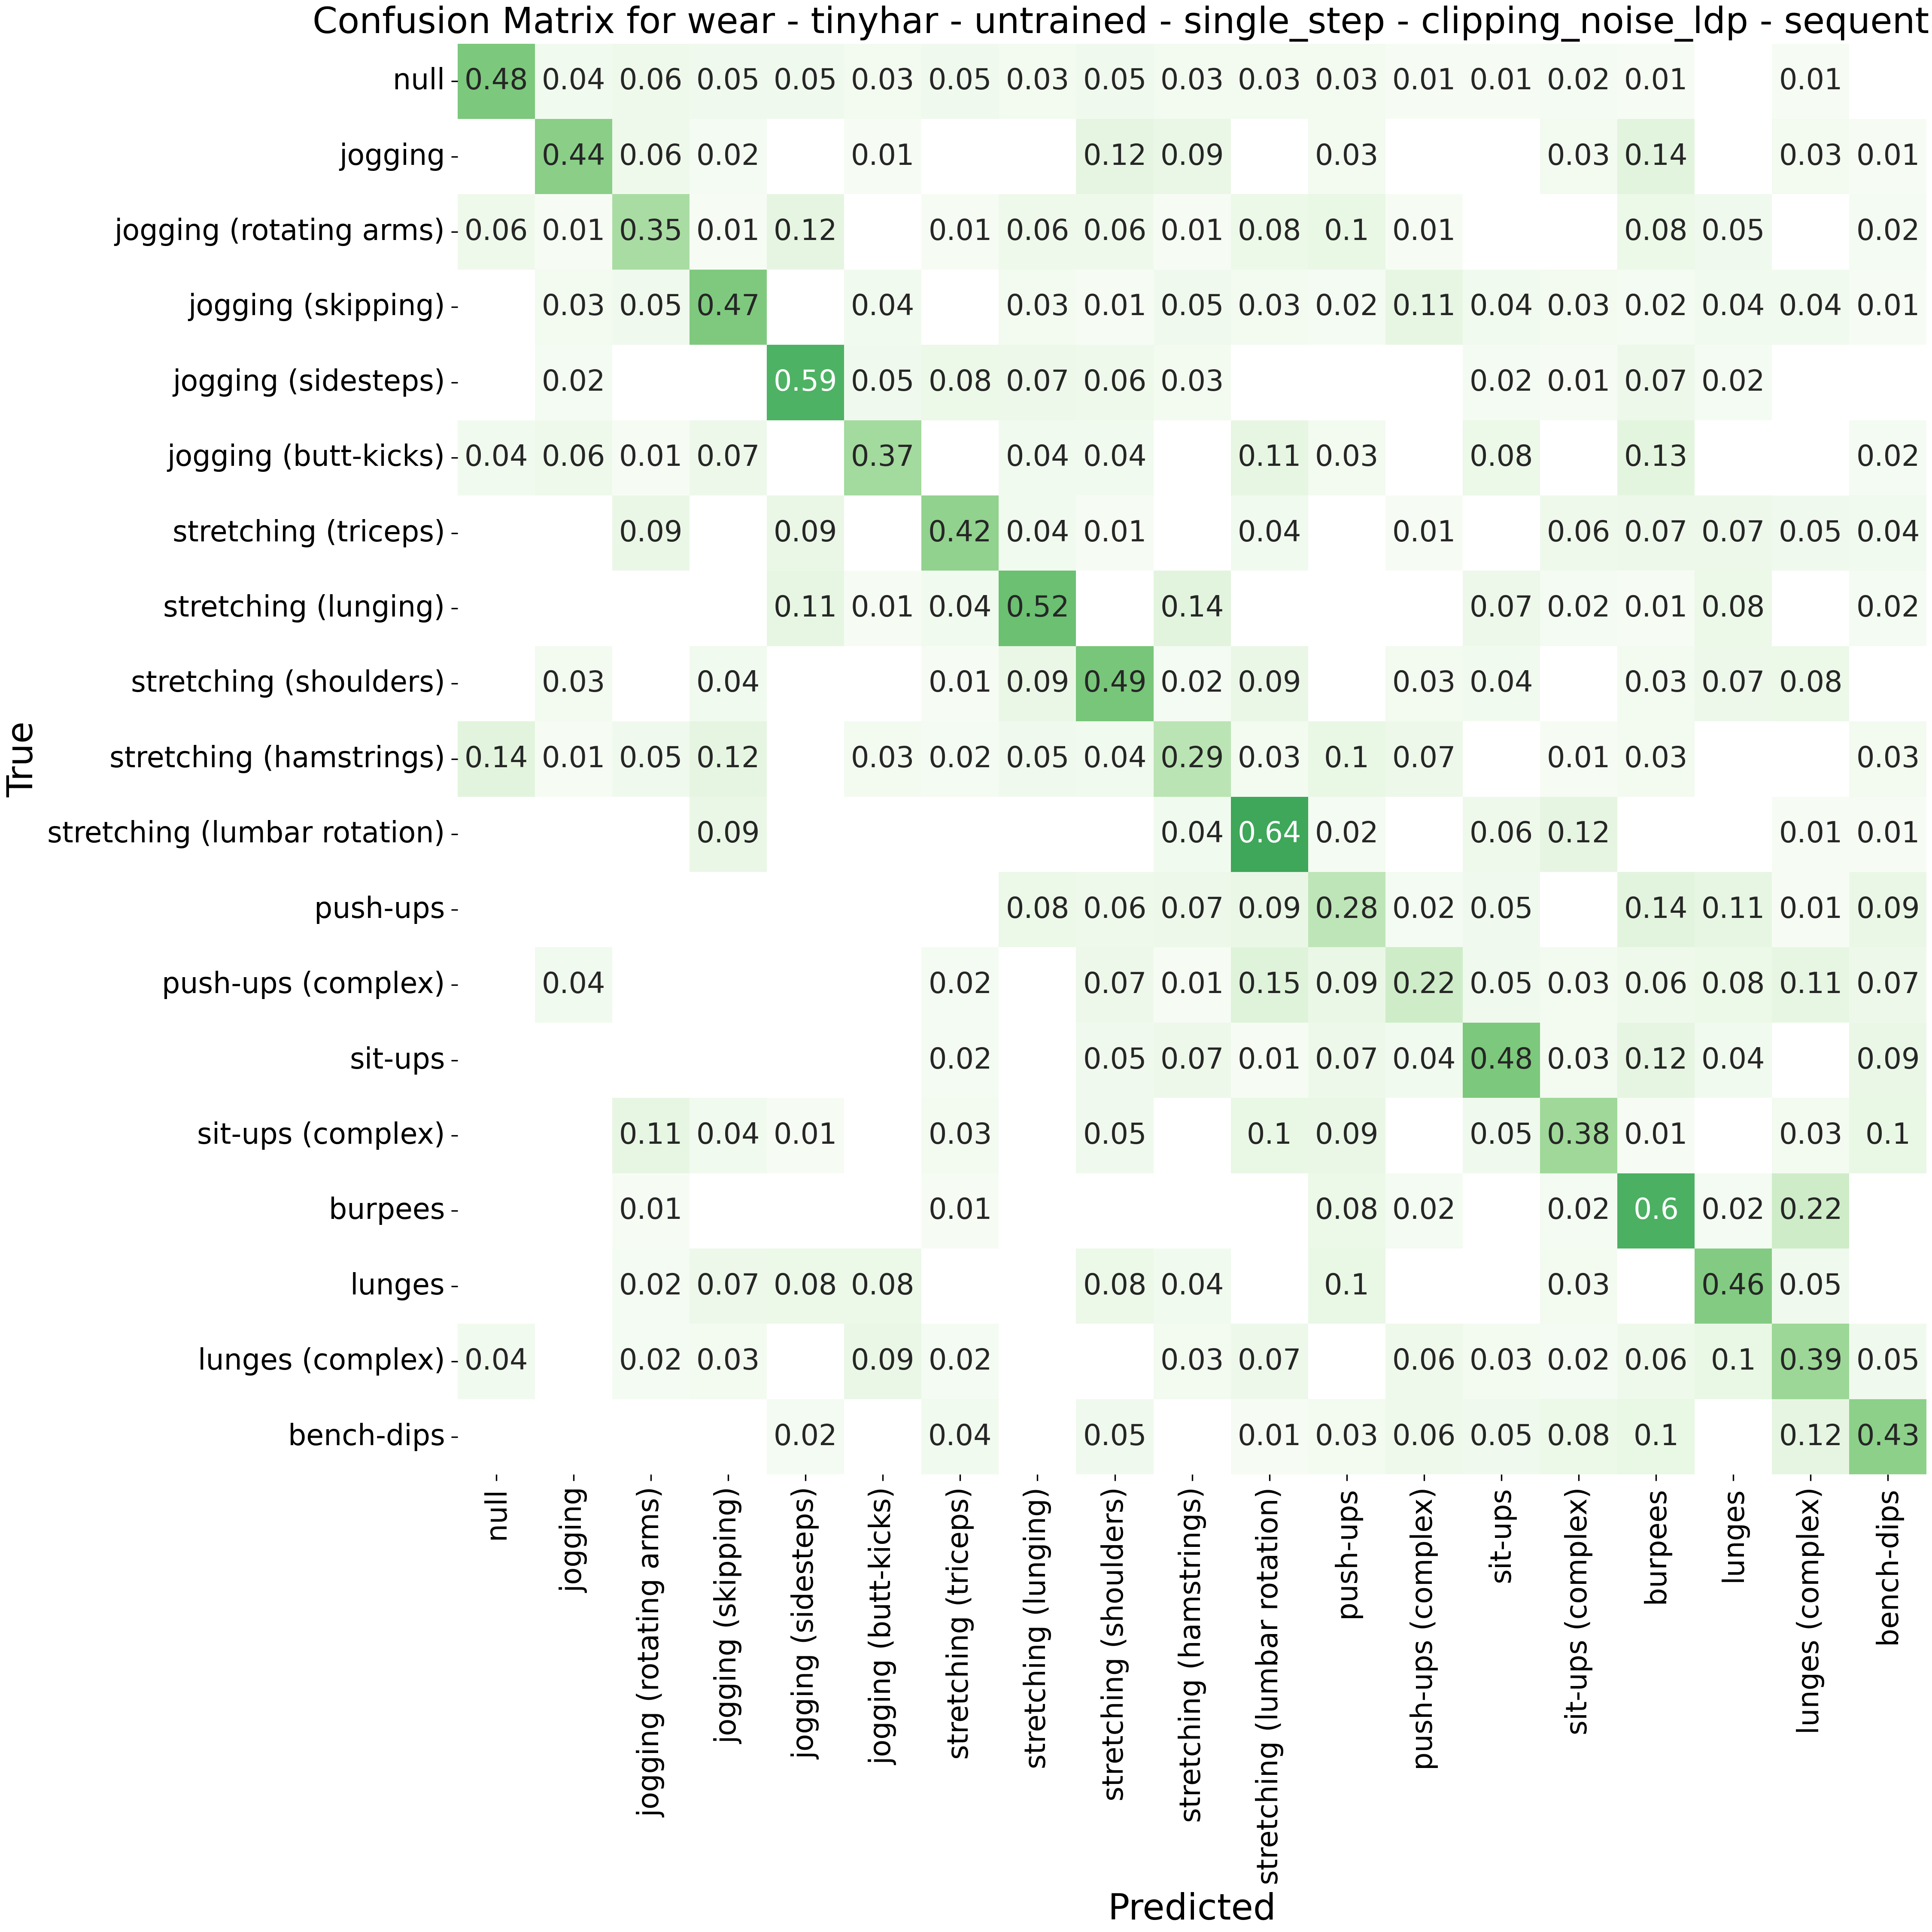 Confusion Matrix for wear - tinyhar - untrained - single_step - clipping_noise_ldp - sequent
True
null 0.48 0.04 0.06 0.05 0.05 0.03 0.05 0.03 0.05 0.03 0.03 0.03 0.01 0.01 0.02 0.01 0.01
jogging 0.44 0.06 0.02 0.01 0.12 0.09 0.03 0.03 0.14 0.03 0.01
jogging (rotating arms) 0.06 0.01 0.35 0.01 0.12 0.01 0.06 0.06 0.01 0.08 0.1 0.01 0.08 0.05 0.02
jogging (skipping) 0.03 0.05 0.47 0.04 0.03 0.01 0.05 0.03 0.02 0.11 0.04 0.03 0.02 0.04 0.04 0.01
jogging (sidesteps) 0.02 0.59 0.05 0.08 0.07 0.06 0.03 0.02 0.01 0.07 0.02
jogging (butt-kicks) 0.04 0.06 0.01 0.07 0.37 0.04 0.04 0.11 0.03 0.08 0.13 0.02
stretching (triceps) 0.09 0.09 0.42 0.04 0.01 0.04 0.01 0.06 0.07 0.07 0.05 0.04
stretching (lunging) 0.11 0.01 0.04 0.52 0.14 0.07 0.02 0.01 0.08 0.02
stretching (shoulders) 0.03 0.04 0.01 0.09 0.49 0.02 0.09 0.03 0.04 0.03 0.07 0.08
stretching (hamstrings) 0.14 0.01 0.05 0.12 0.03 0.02 0.05 0.04 0.29 0.03 0.1 0.07 0.01 0.03 0.03
stretching (lumbar rotation) 0.09 0.04 0.64 0.02 0.06 0.12 0.01 0.01
push-ups 0.08 0.06 0.07 0.09 0.28 0.02 0.05 0.14 0.11 0.01 0.09
push-ups (complex) 0.04 0.02 0.07 0.01 0.15 0.09 0.22 0.05 0.03 0.06 0.08 0.11 0.07
sit-ups 0.02 0.05 0.07 0.01 0.07 0.04 0.48 0.03 0.12 0.04 0.09
sit-ups (complex) 0.11 0.04 0.01 0.03 0.05 0.1 0.09 0.05 0.38 0.01 0.03 0.1
burpees 0.01 0.01 0.08 0.02 0.02 0.6 0.02 0.22
lunges 0.02 0.07 0.08 0.08 0.08 0.04 0.1 0.03 0.46 0.05
lunges (complex) 0.04 0.02 0.03 0.09 0.02 0.03 0.07 0.06 0.03 0.02 0.06 0.1 0.39 0.05
bench-dips 0.02 0.04 0.05 0.01 0.03 0.06 0.05 0.08 0.1 0.12 0.43
null
jogging
jogging (rotating arms)
jogging (skipping)
jogging (sidesteps)
jogging (butt-kicks)
stretching (triceps)
stretching (lunging)
stretching (shoulders)
stretching (hamstrings)
stretching (lumbar rotation)
push-ups
push-ups (complex)
sit-ups
sit-ups (complex)
burpees
lunges
lunges (complex)
bench-dips
Predicted